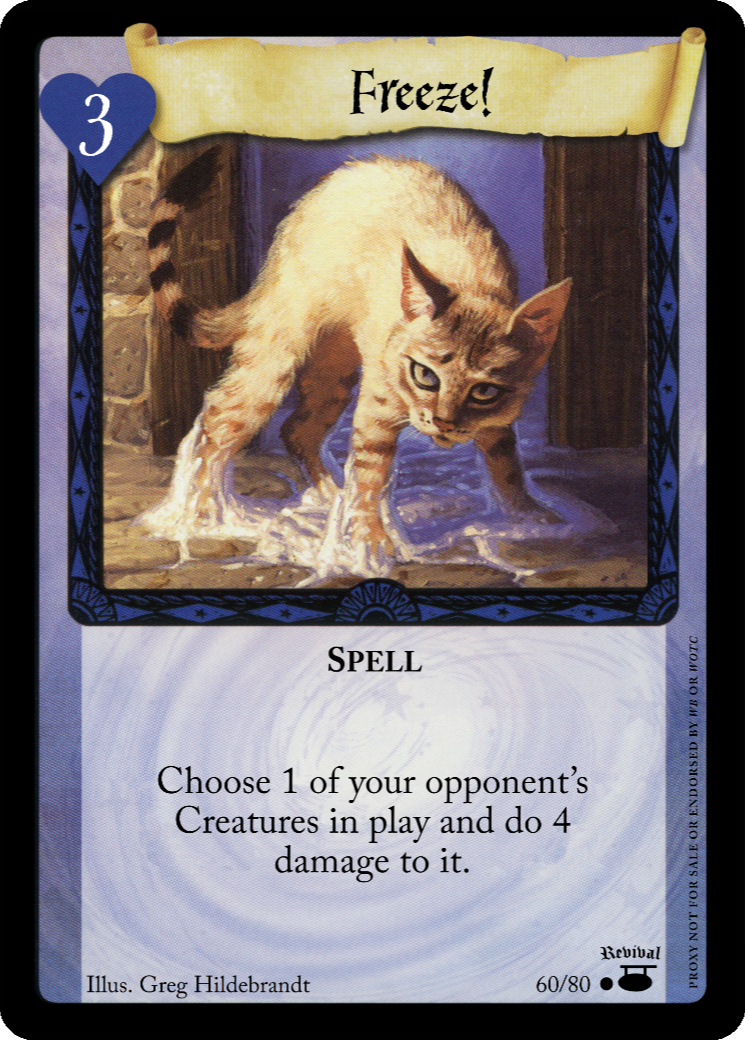 Freeze!
3
SPELL
Choose 1 of your opponent's
Creatures in play and do 4
damage to it.
PROXY NOT FOR SALE OR ENDORSED BY WB OR WOTC
Revival
Illus. Greg Hildebrandt
60/80